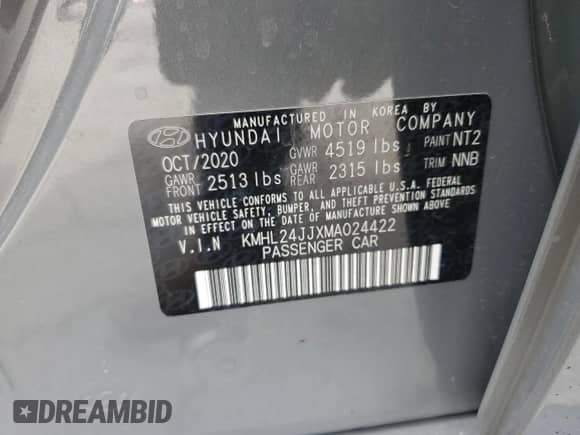 MANUFACTURED IN KOREA BY
HYUNDAI MOTOR COMPANY
OCT/2020 GVWR 4519 lbs PAINT NT2
GAWR FRONT 2513 lbs GAWR REAR 2315 lbs TRIM NNB
THIS VEHICLE CONFORMS TO ALL APPLICABLE U.S.A. FEDERAL
MOTOR VEHICLE SAFETY, BUMPER, AND THEFT PREVENTION STANDARDS
IN EFFECT ON THE DATE OF MANUFACTURE SHOWN ABOVE.
V.I.N KMHL24JJXMA024422
PASSENGER CAR
DREAMBID